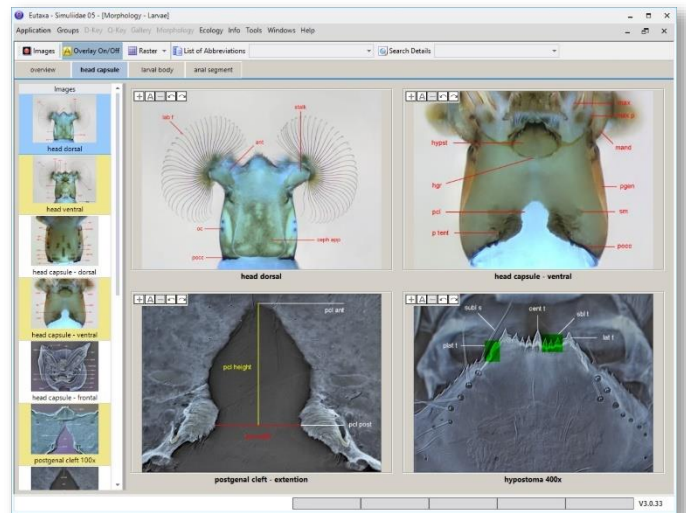 Eutaxa - Simuliidae 05 - [Morphology - Larvae]
Application Groups D-Key Q-Key Gallery Morphology Ecology Info Tools Windows Help
Images Overlay On/Off Raster List of Abbreviations Search Details
overview head capsule larval body anal segment
Images
head dorsal
head ventral
head capsule - dorsal
head capsule - ventral
head capsule - frontal
postgenal cleft 100x
lab f
ant
oc
poce
ceph app
head dorsal
hypst
hgr
pcl
p tent
mand
pgen
sm
poce
head capsule - ventral
pcl ant
pcl height
pcl post
postgenal cleft - extention
subl s
cent t
sbl t
lat t
plat t
hypostoma 400x
V3.0.33